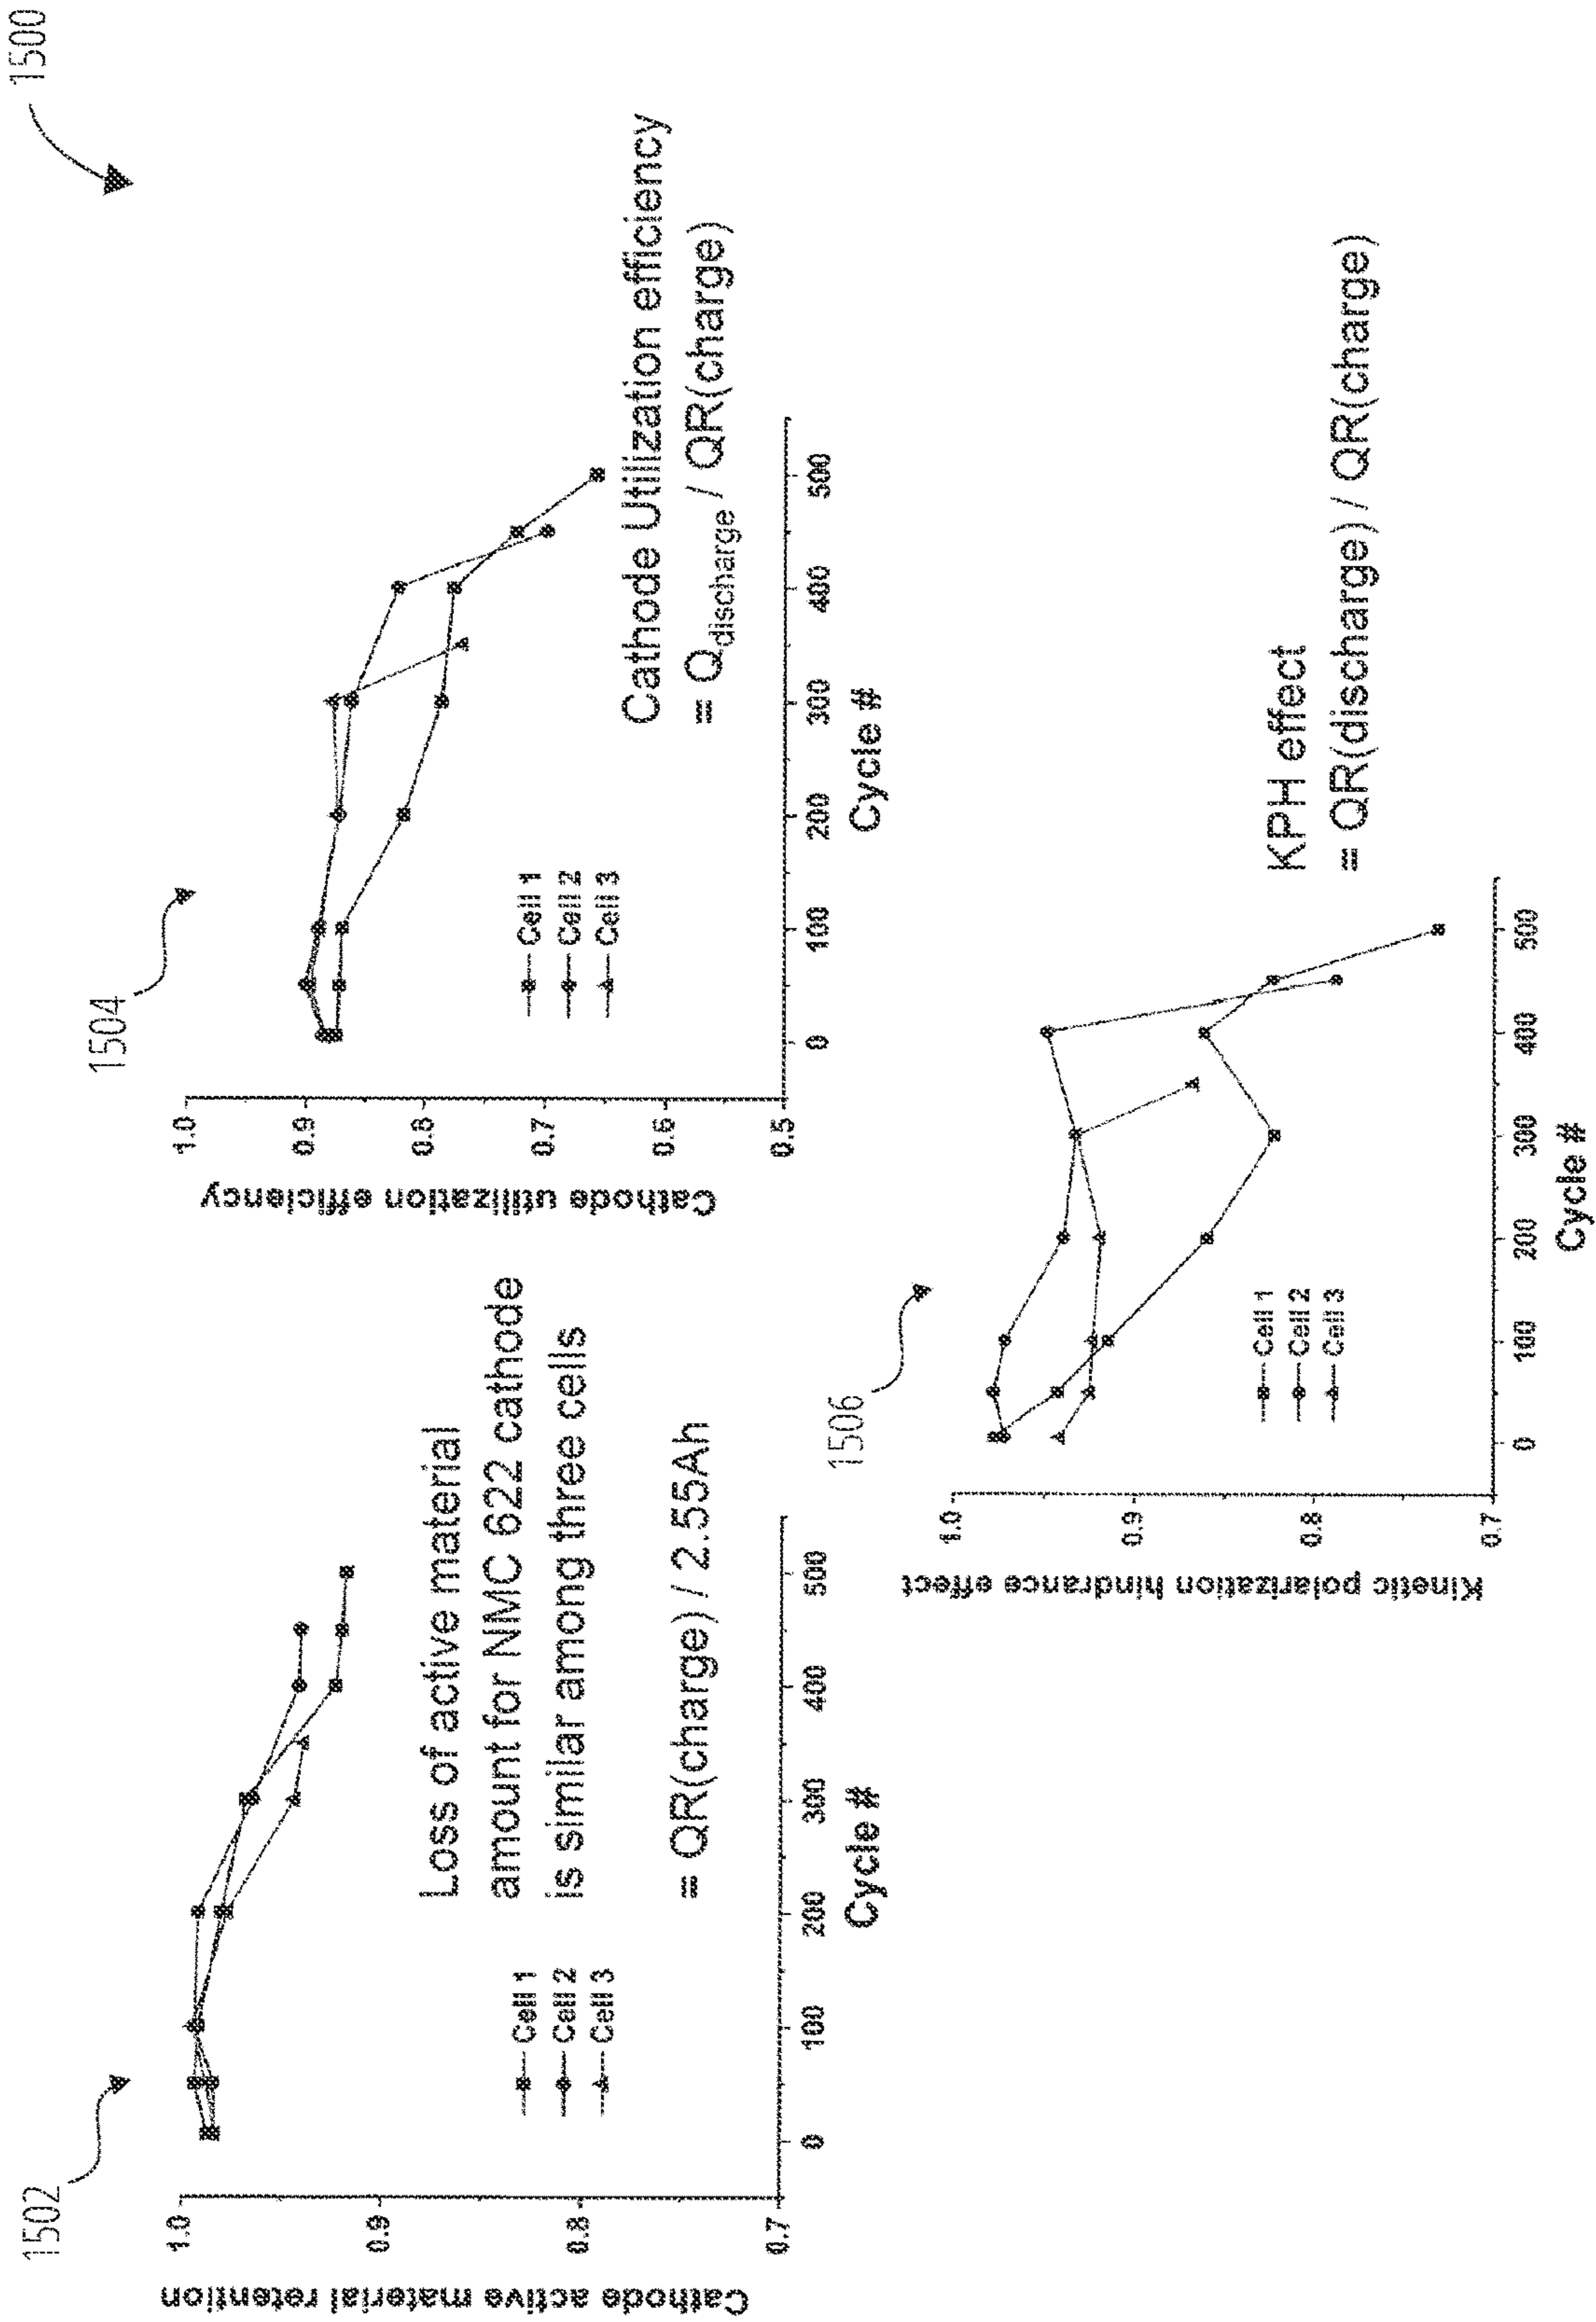 1500
1502
Cathode active material retention
1.0
0.9
0.8
0.7
0
100
200
300
400
500
Cycle #
Cell 1
Cell 2
Cell 3
Loss of active material
amount for NMC 622 cathode
is similar among three cells
= QR(charge) / 2.55Ah
1504
Cathode utilization efficiency
1.0
0.9
0.8
0.7
0.6
0.5
0
100
200
300
400
500
Cycle #
Cell 1
Cell 2
Cell 3
Cathode Utilization efficiency
= Qdischarge / QR(charge)
1506
Kinetic polarization hindrance effect
1.0
0.9
0.8
0.7
0
100
200
300
400
500
Cycle #
Cell 1
Cell 2
Cell 3
KPH effect
= QR(discharge) / QR(charge)